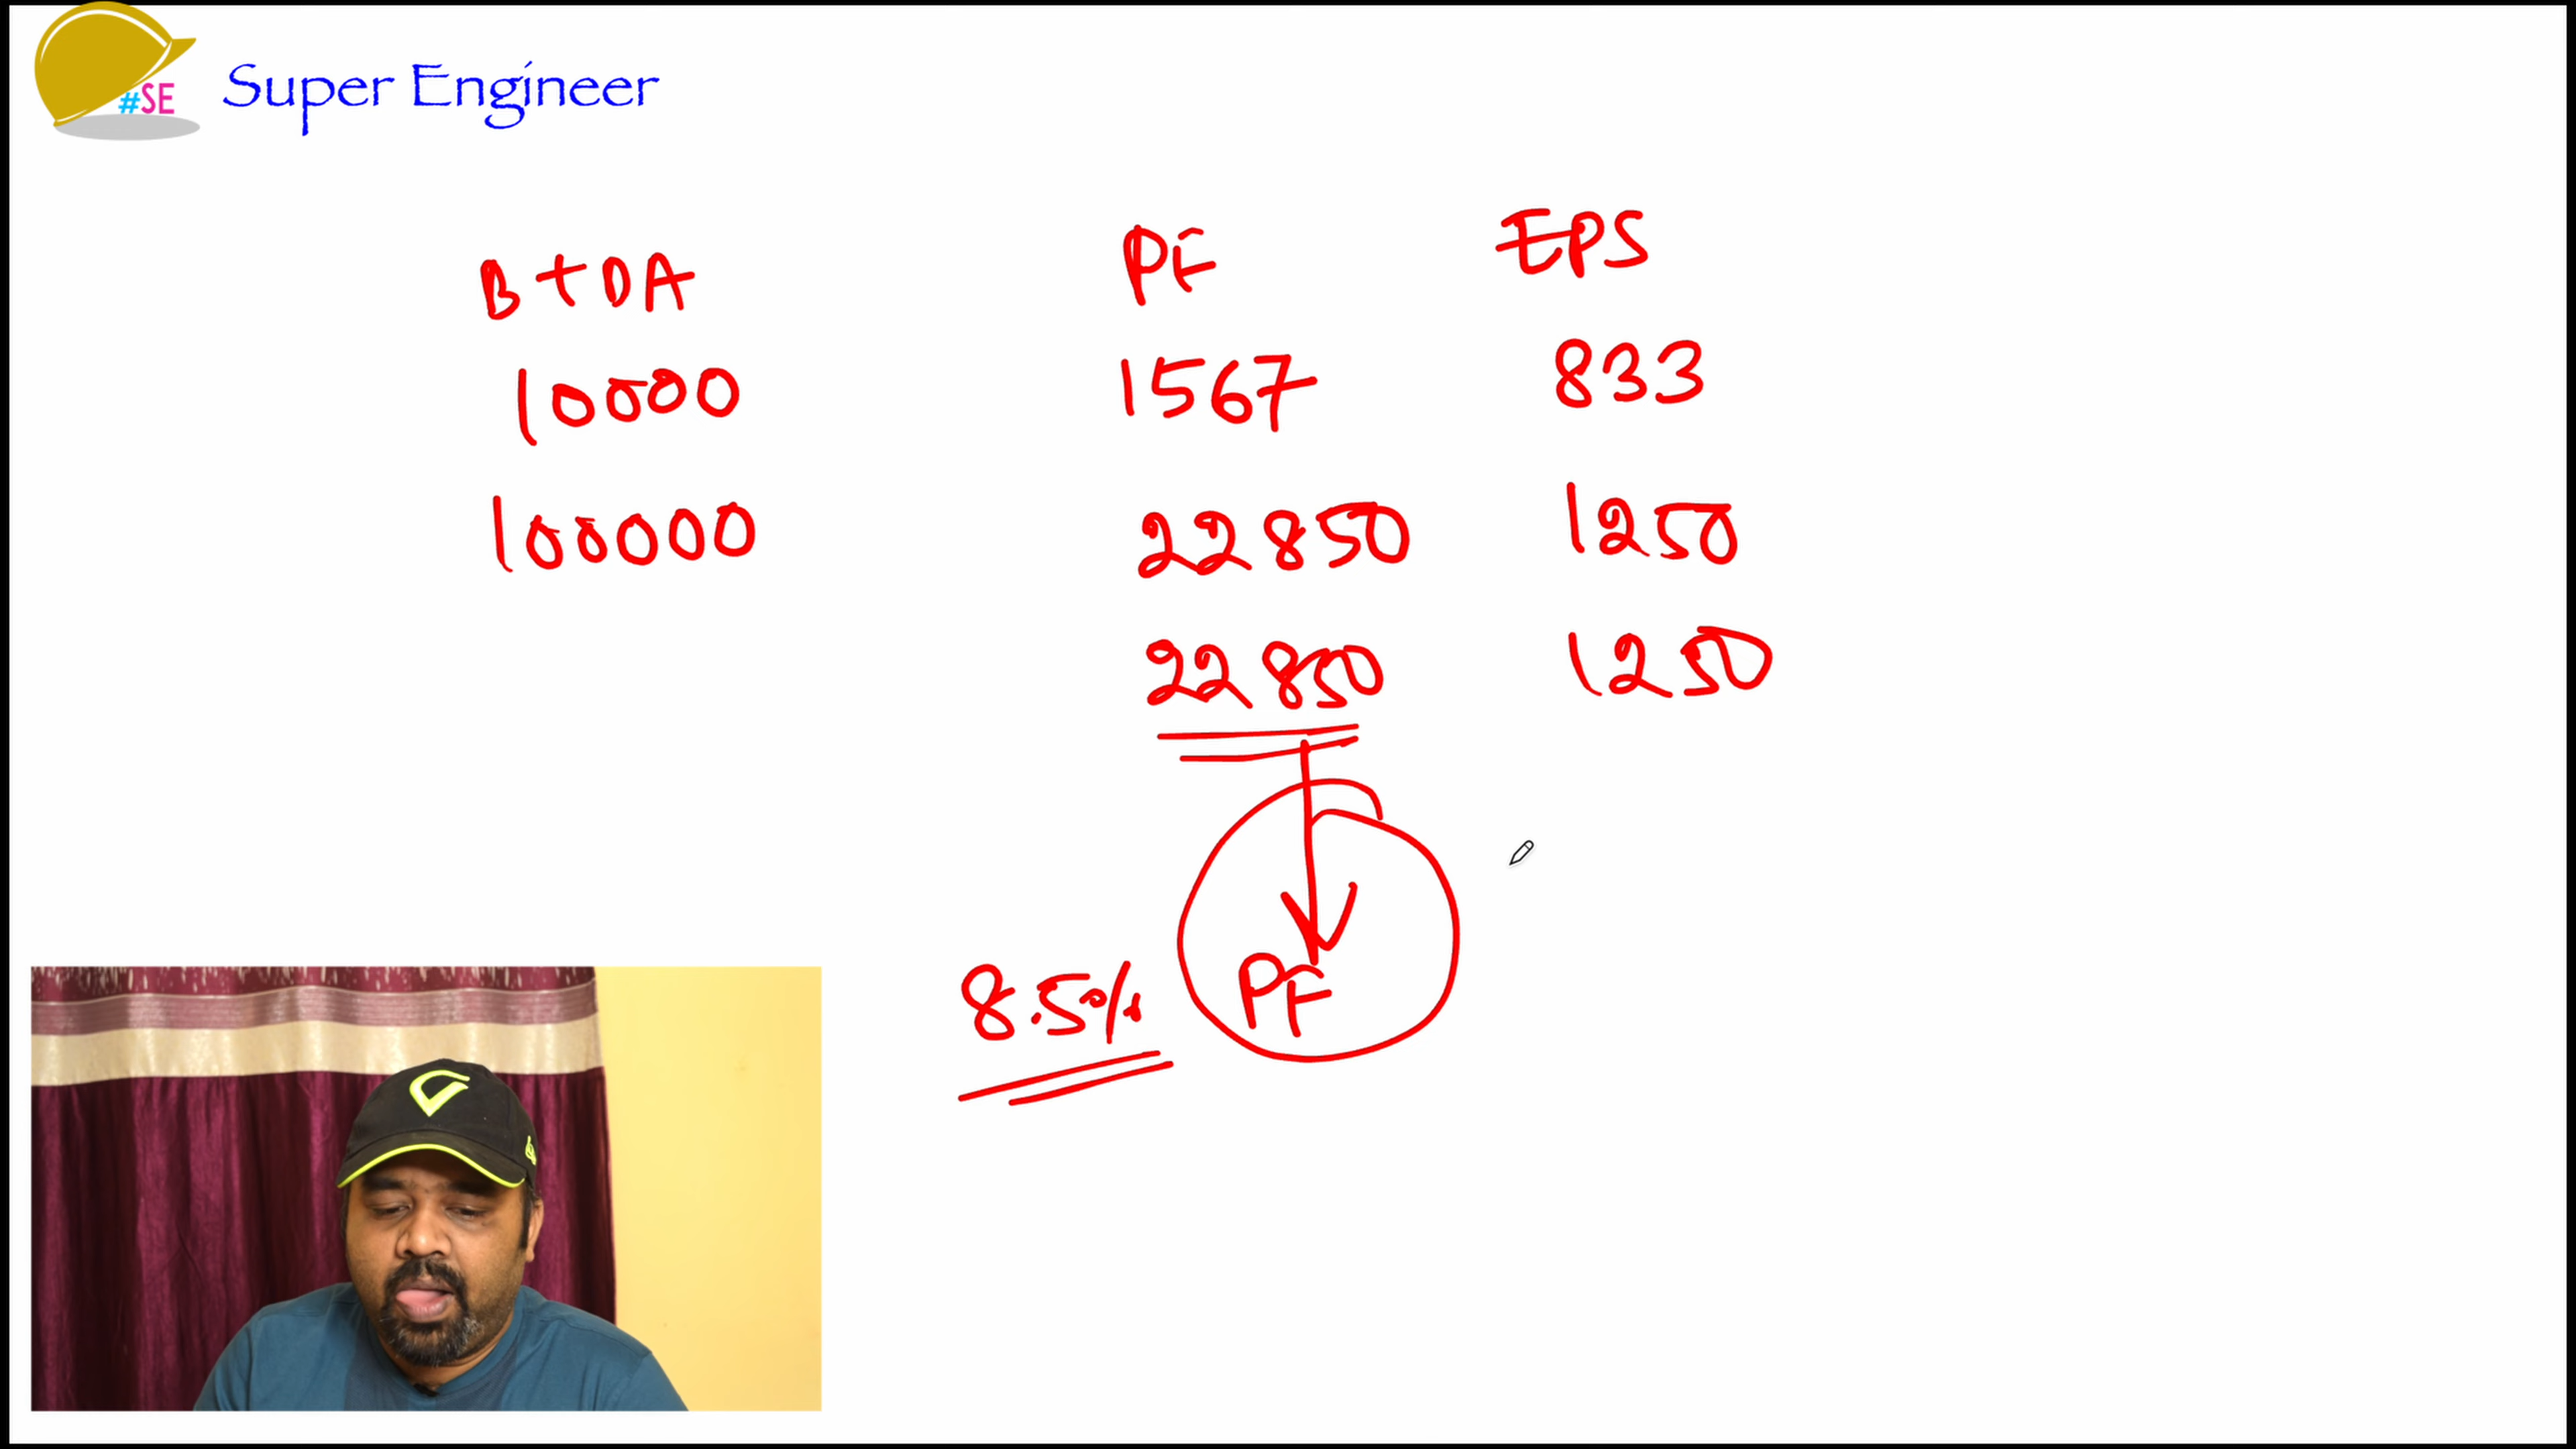 #SE Super Engineer
B + DA PF EPS
10000 1567 833
100000 22850 1250
22850 1250
8.5% PF